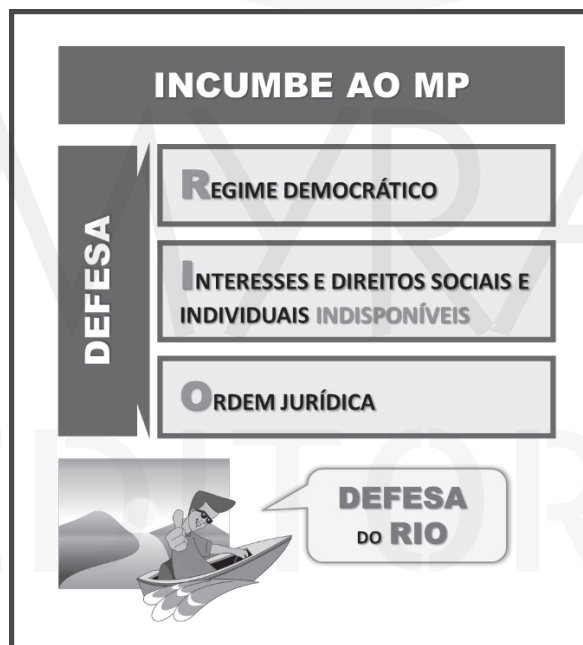 INCUMBE AO MP
DEFESA
REGIME DEMOCRÁTICO
INTERESSES E DIREITOS SOCIAIS E
INDIVIDUAIS INDISPONÍVEIS
ORDEM JURÍDICA
DEFESA
DO RIO